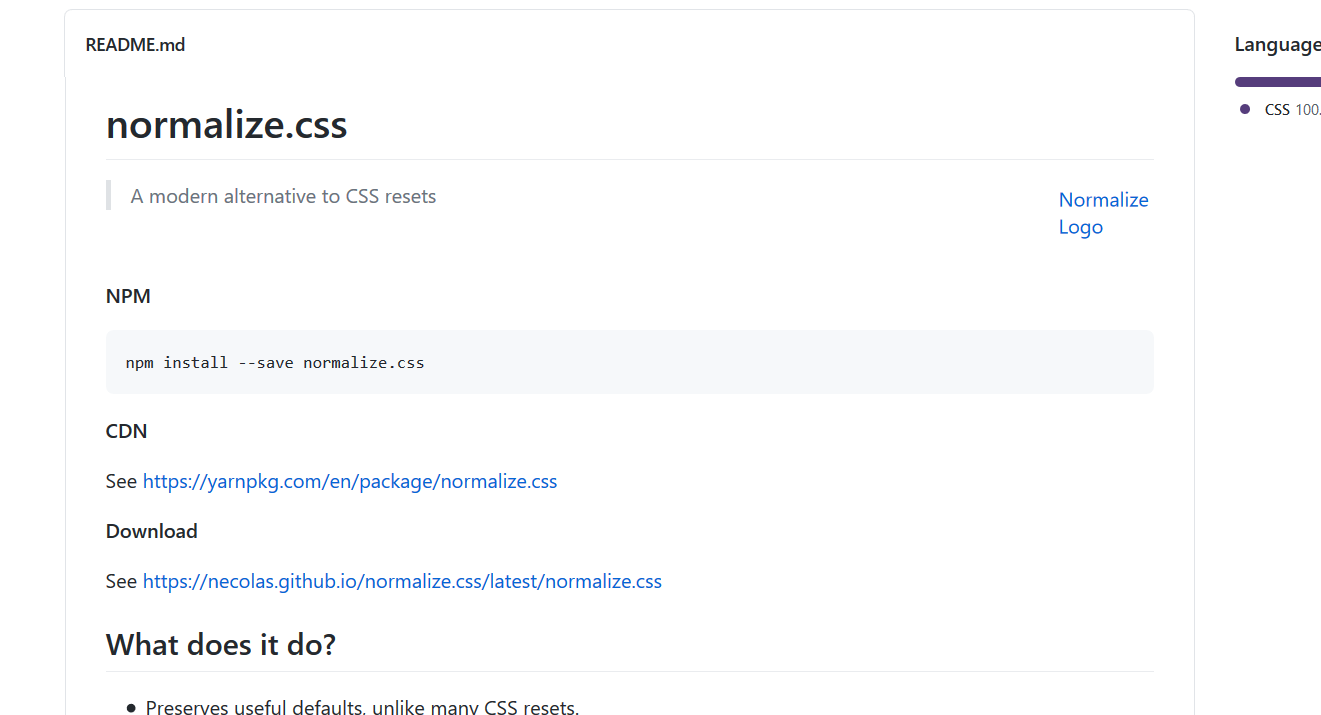 README.md
Language
CSS 100.
normalize.css
A modern alternative to CSS resets
Normalize
Logo
NPM
npm install --save normalize.css
CDN
See https://yarnpkg.com/en/package/normalize.css
Download
See https://necolas.github.io/normalize.css/latest/normalize.css
What does it do?
Preserves useful defaults, unlike many CSS resets.